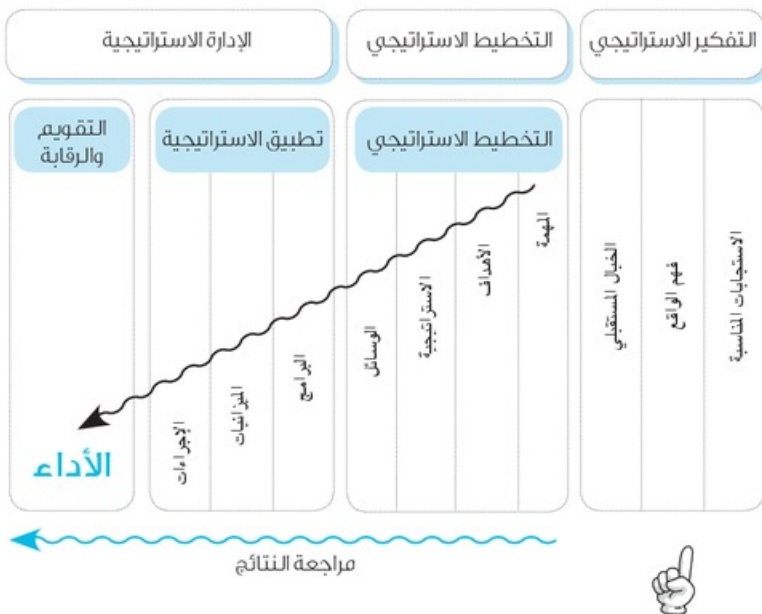 التفكير الاستراتيجي
التخطيط الاستراتيجي
الإدارة الاستراتيجية
التخطيط الاستراتيجي
تطبيق الاستراتيجية
التقويم
والرقابة
الاستجابات المناسبة
فهم الواقع
الخيال المستقبلي
المهمة
الأهداف
الاستراتيجية
الوسائل
البرامج
الميزانيات
الإجراءات
الأداء
مراجعة النتائج